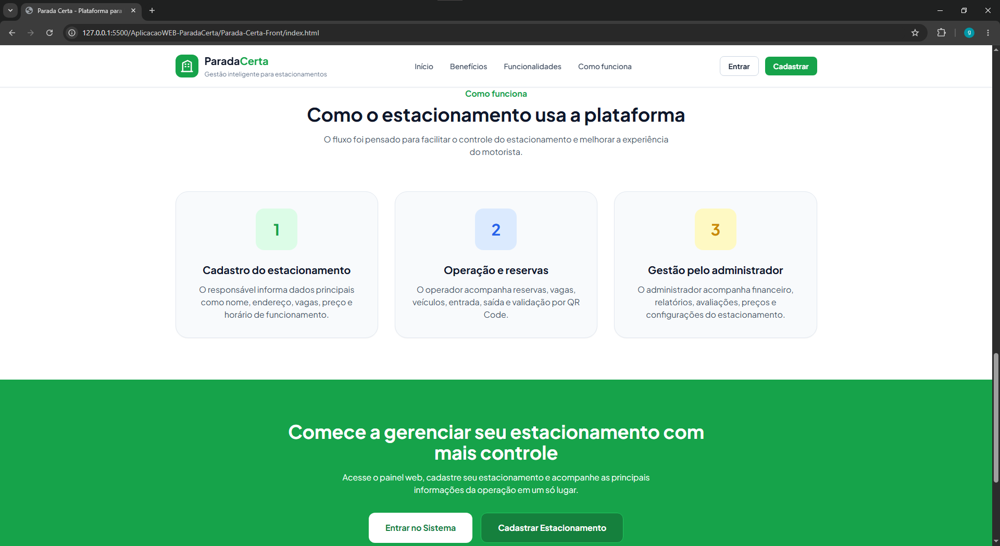 Parada Certa - Plataforma para
127.0.0.1:5500/AplicacaoWEB-ParadaCerta/Parada-Certa-Front/index.html
g
ParadaCerta
Gestão inteligente para estacionamentos
Início
Benefícios
Funcionalidades
Como funciona
Entrar
Cadastrar
Como funciona
Como o estacionamento usa a plataforma
O fluxo foi pensado para facilitar o controle do estacionamento e melhorar a experiência
do motorista.
1
Cadastro do estacionamento
O responsável informa dados principais
como nome, endereço, vagas, preço e
horário de funcionamento.
2
Operação e reservas
O operador acompanha reservas, vagas,
veículos, entrada, saída e validação por QR
Code.
3
Gestão pelo administrador
O administrador acompanha financeiro,
relatórios, avaliações, preços e
configurações do estacionamento.
Comece a gerenciar seu estacionamento com
mais controle
Acesse o painel web, cadastre seu estacionamento e acompanhe as principais
informações da operação em um só lugar.
Entrar no Sistema
Cadastrar Estacionamento